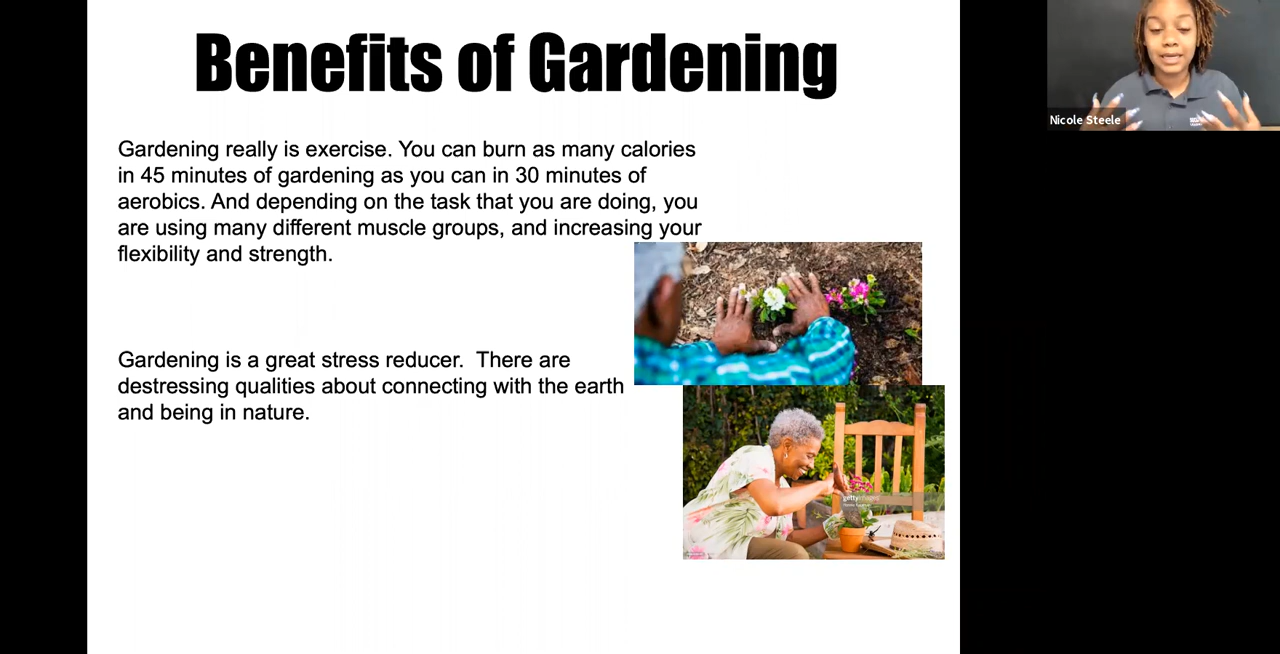 Benefits of Gardening
Nicole Steele
Gardening really is exercise. You can burn as many calories
in 45 minutes of gardening as you can in 30 minutes of
aerobics. And depending on the task that you are doing, you
are using many different muscle groups, and increasing your
flexibility and strength.
Gardening is a great stress reducer.  There are
destressing qualities about connecting with the earth
and being in nature.
gettyimages